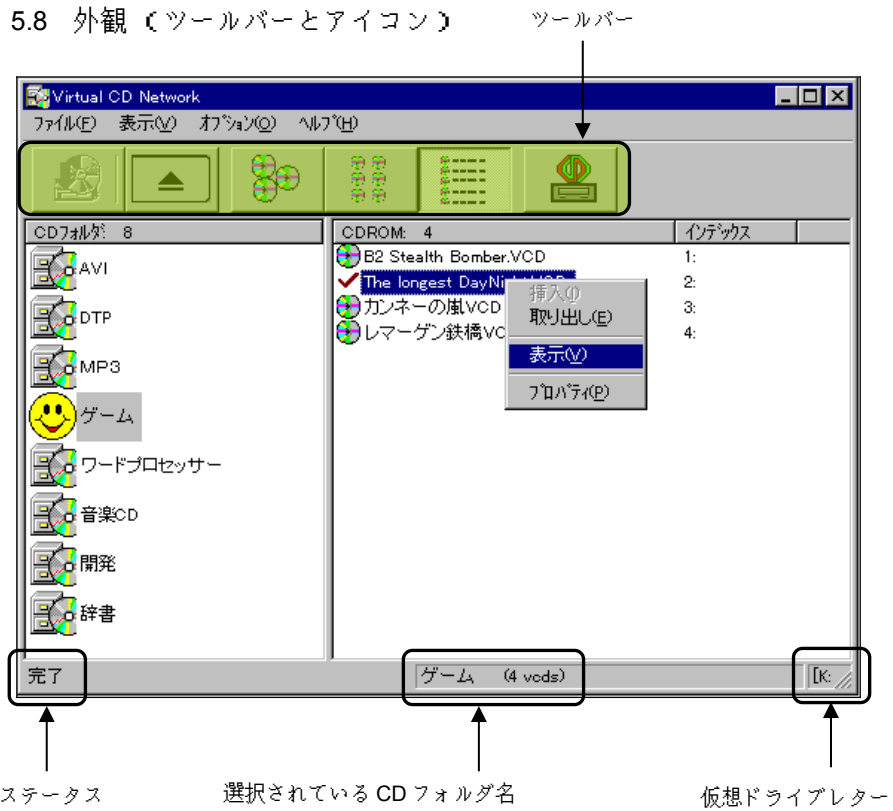 5.8 外観（ツールバーとアイコン）
ツールバー
Virtual CD Network
ファイル(F) 表示(V) オプション(O) ヘルプ(H)
CDフォルダ: 8
CDROM: 4
インデックス
AVI
DTP
MP3
ゲーム
ワードプロセッサー
音楽CD
開発
辞書
B2 Stealth Bomber.VCD
1:
The longest DayNi
2:
カンネーの嵐VCD
3:
レマーゲン鉄橋VC
4:
挿入(I)
取り出し(E)
表示(V)
プロパティ(P)
完了
ゲーム (4 vcds)
[K:
ステータス
選択されている CD フォルダ名
仮想ドライブレター